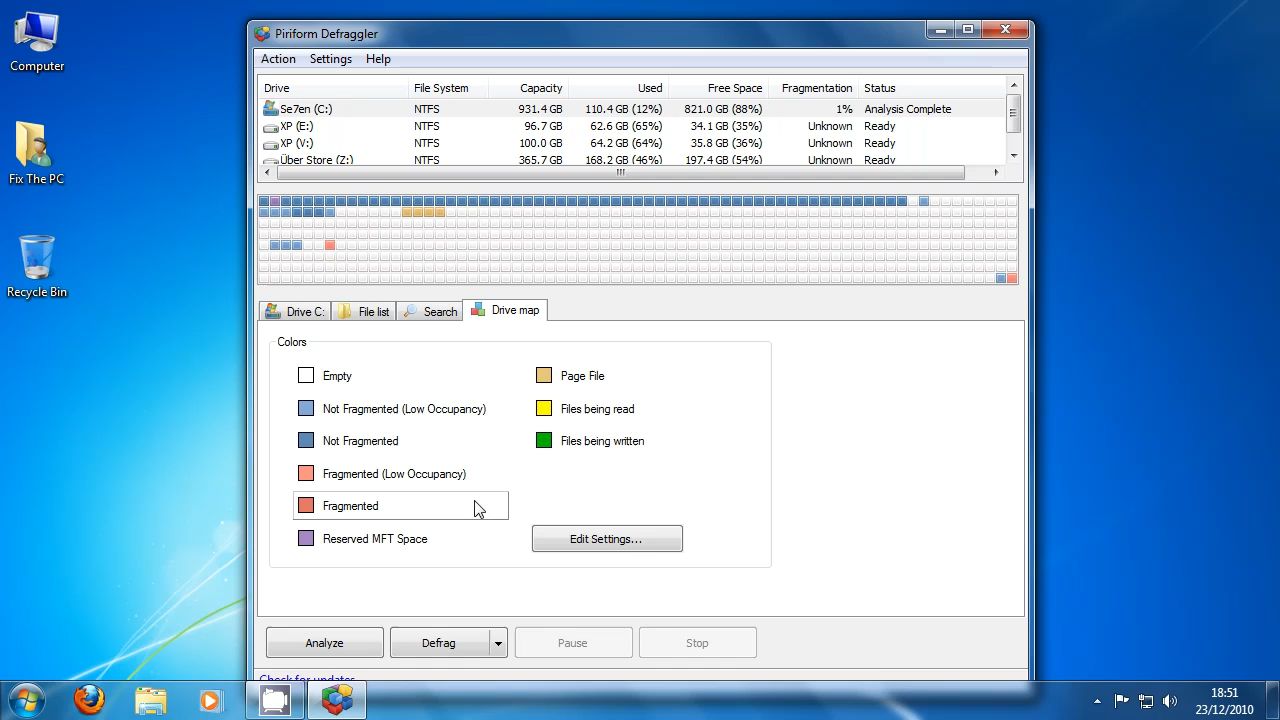 Computer
Fix The PC
Recycle Bin
Piriform Defraggler
Action Settings Help
Drive File System Capacity Used Free Space Fragmentation Status
Se7en (C:) NTFS 931.4 GB 110.4 GB (12%) 821.0 GB (88%) 1% Analysis Complete
XP (E:) NTFS 96.7 GB 62.6 GB (65%) 34.1 GB (35%) Unknown Ready
XP (V:) NTFS 100.0 GB 64.2 GB (64%) 35.8 GB (36%) Unknown Ready
Über Store (Z:) NTFS 365.7 GB 168.2 GB (46%) 197.4 GB (54%) Unknown Ready
Drive C: File list Search Drive map
Colors
Empty Page File
Not Fragmented (Low Occupancy) Files being read
Not Fragmented Files being written
Fragmented (Low Occupancy)
Fragmented
Reserved MFT Space Edit Settings...
Analyze Defrag Pause Stop
Check for updates
18:51
23/12/2010